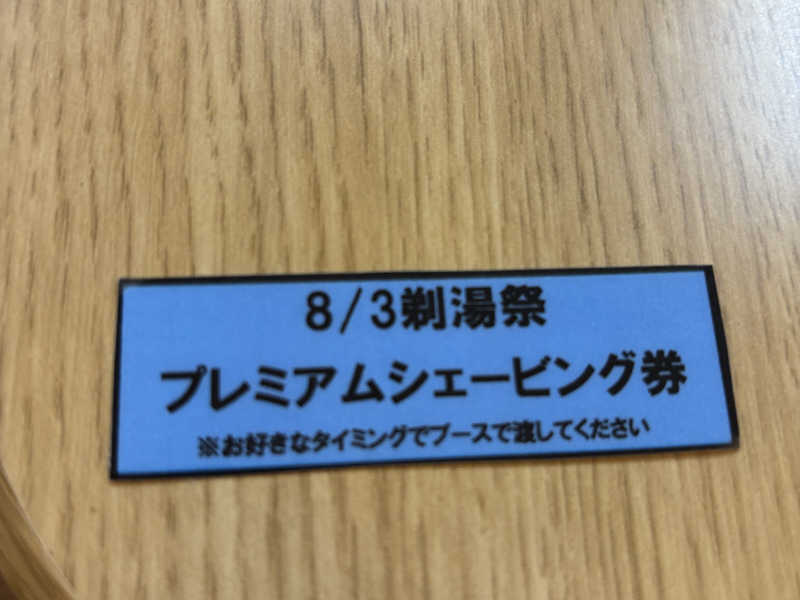 8/3剃湯祭
プレミアムシェービング券
※お好きなタイミングでブースで渡してください